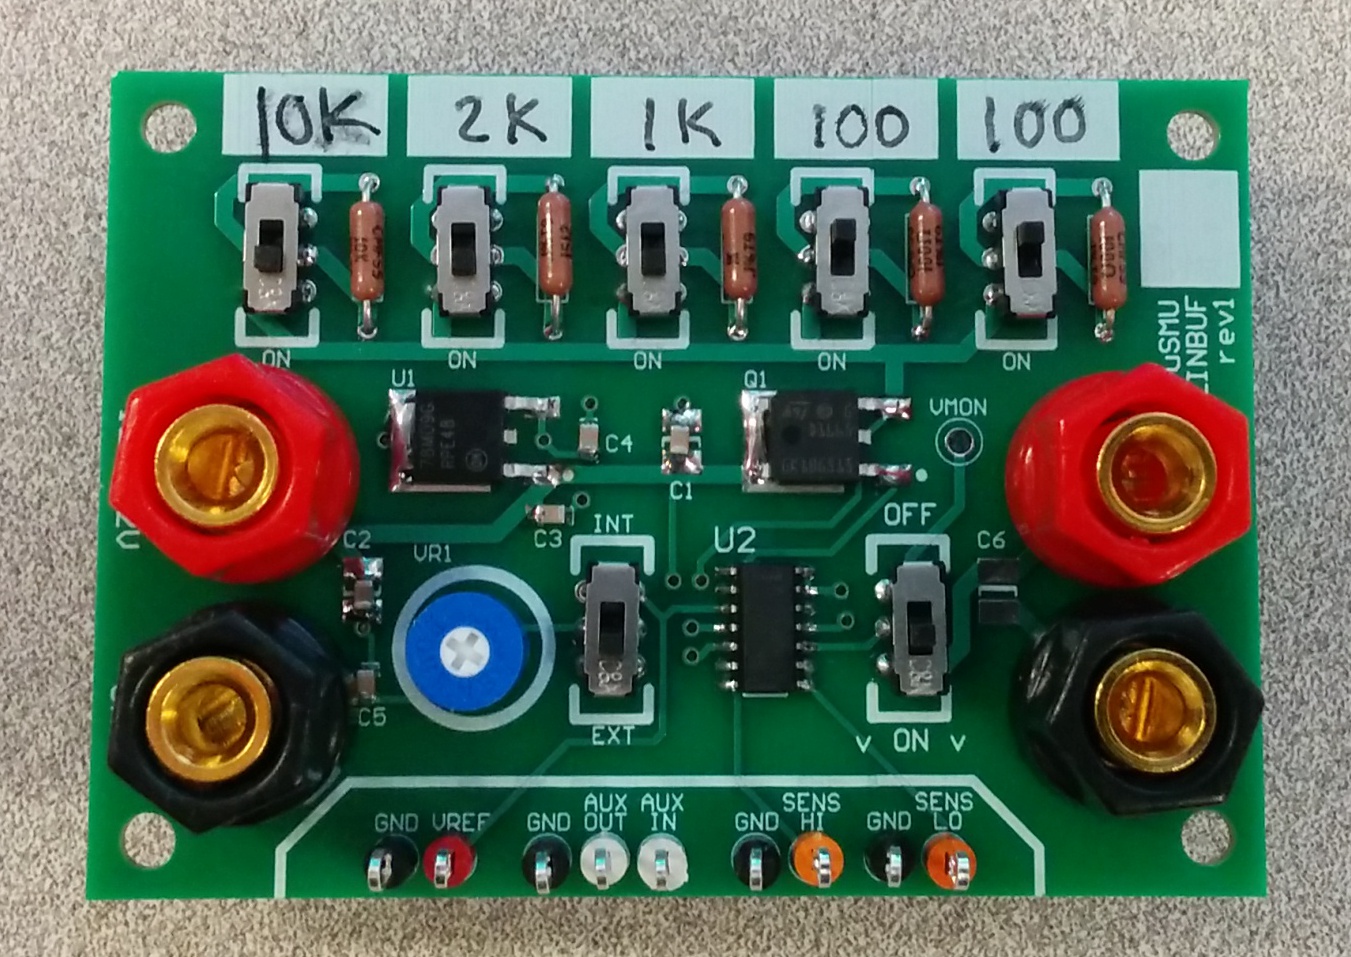 10K
2K
1K
100
100
ON
ON
ON
ON
ON
uSMU
LINBUF
rev1
U1
Q1
VMON
C4
C1
OFF
INT
U2
C2
VR1
C3
C6
C5
EXT
v ON v
GND
VREF
GND
AUX OUT
AUX IN
GND
SENS HI
GND
SENS LO